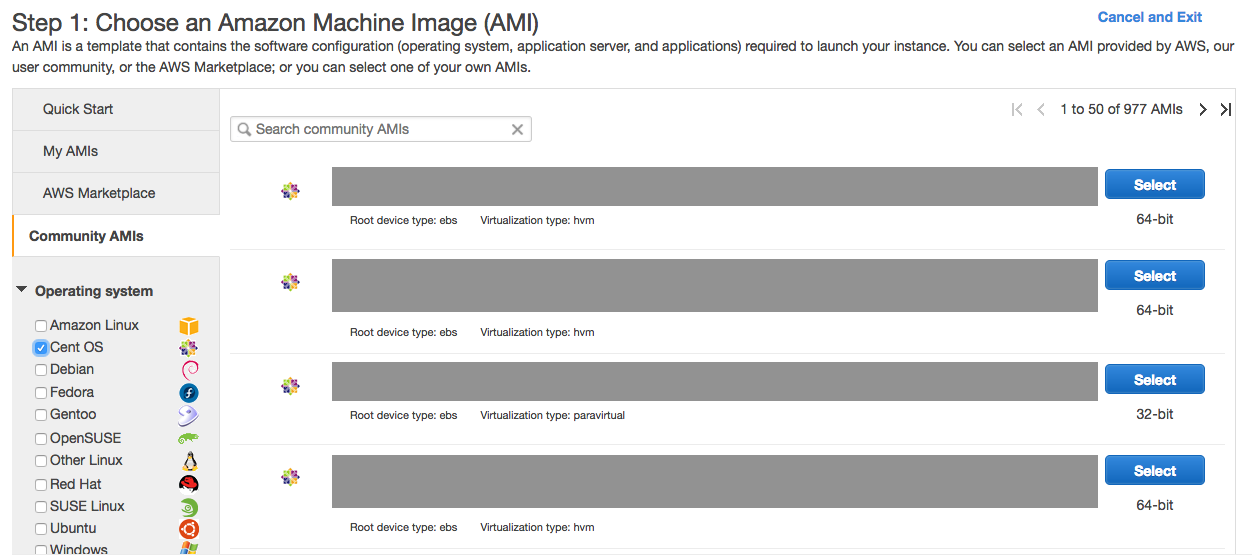 Step 1: Choose an Amazon Machine Image (AMI)
Cancel and Exit
An AMI is a template that contains the software configuration (operating system, application server, and applications) required to launch your instance. You can select an AMI provided by AWS, our
user community, or the AWS Marketplace; or you can select one of your own AMIs.
Quick Start
My AMIs
AWS Marketplace
Community AMIs
Operating system
Amazon Linux
Cent OS
Debian
Fedora
Gentoo
OpenSUSE
Other Linux
Red Hat
SUSE Linux
Ubuntu
Windows
1 to 50 of 977 AMIs
Search community AMIs
Select
Root device type: ebs Virtualization type: hvm
64-bit
Select
64-bit
Root device type: ebs Virtualization type: hvm
Select
Root device type: ebs Virtualization type: paravirtual
32-bit
Select
64-bit
Root device type: ebs Virtualization type: hvm